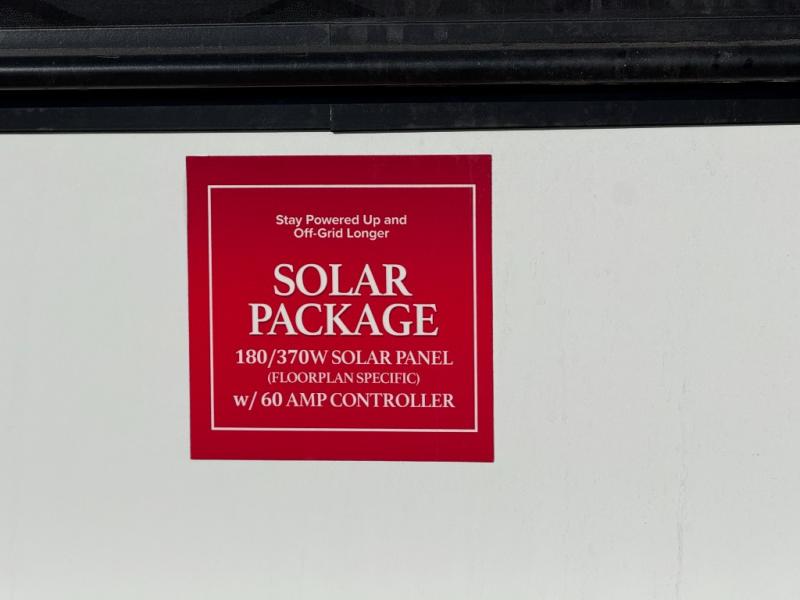 Stay Powered Up and
Off-Grid Longer
SOLAR
PACKAGE
180/370W SOLAR PANEL
(FLOORPLAN SPECIFIC)
w/ 60 AMP CONTROLLER